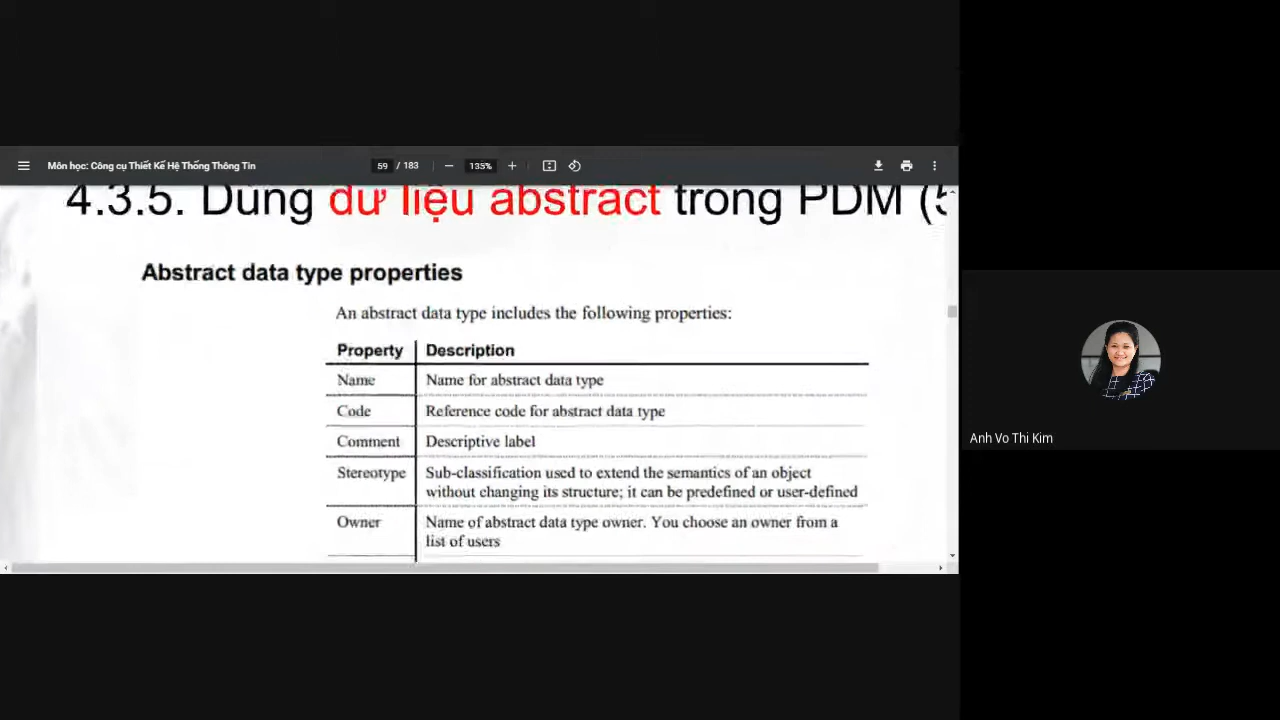 Môn học: Công cụ Thiết Kế Hệ Thống Thông Tin
59 / 183
135%
4.3.5. Dùng dữ liệu abstract trong PDM (5
Abstract data type properties
An abstract data type includes the following properties:
Property Description
Name Name for abstract data type
Code Reference code for abstract data type
Comment Descriptive label
Stereotype Sub-classification used to extend the semantics of an object
without changing its structure; it can be predefined or user-defined
Owner Name of abstract data type owner. You choose an owner from a
list of users
Anh Vo Thi Kim